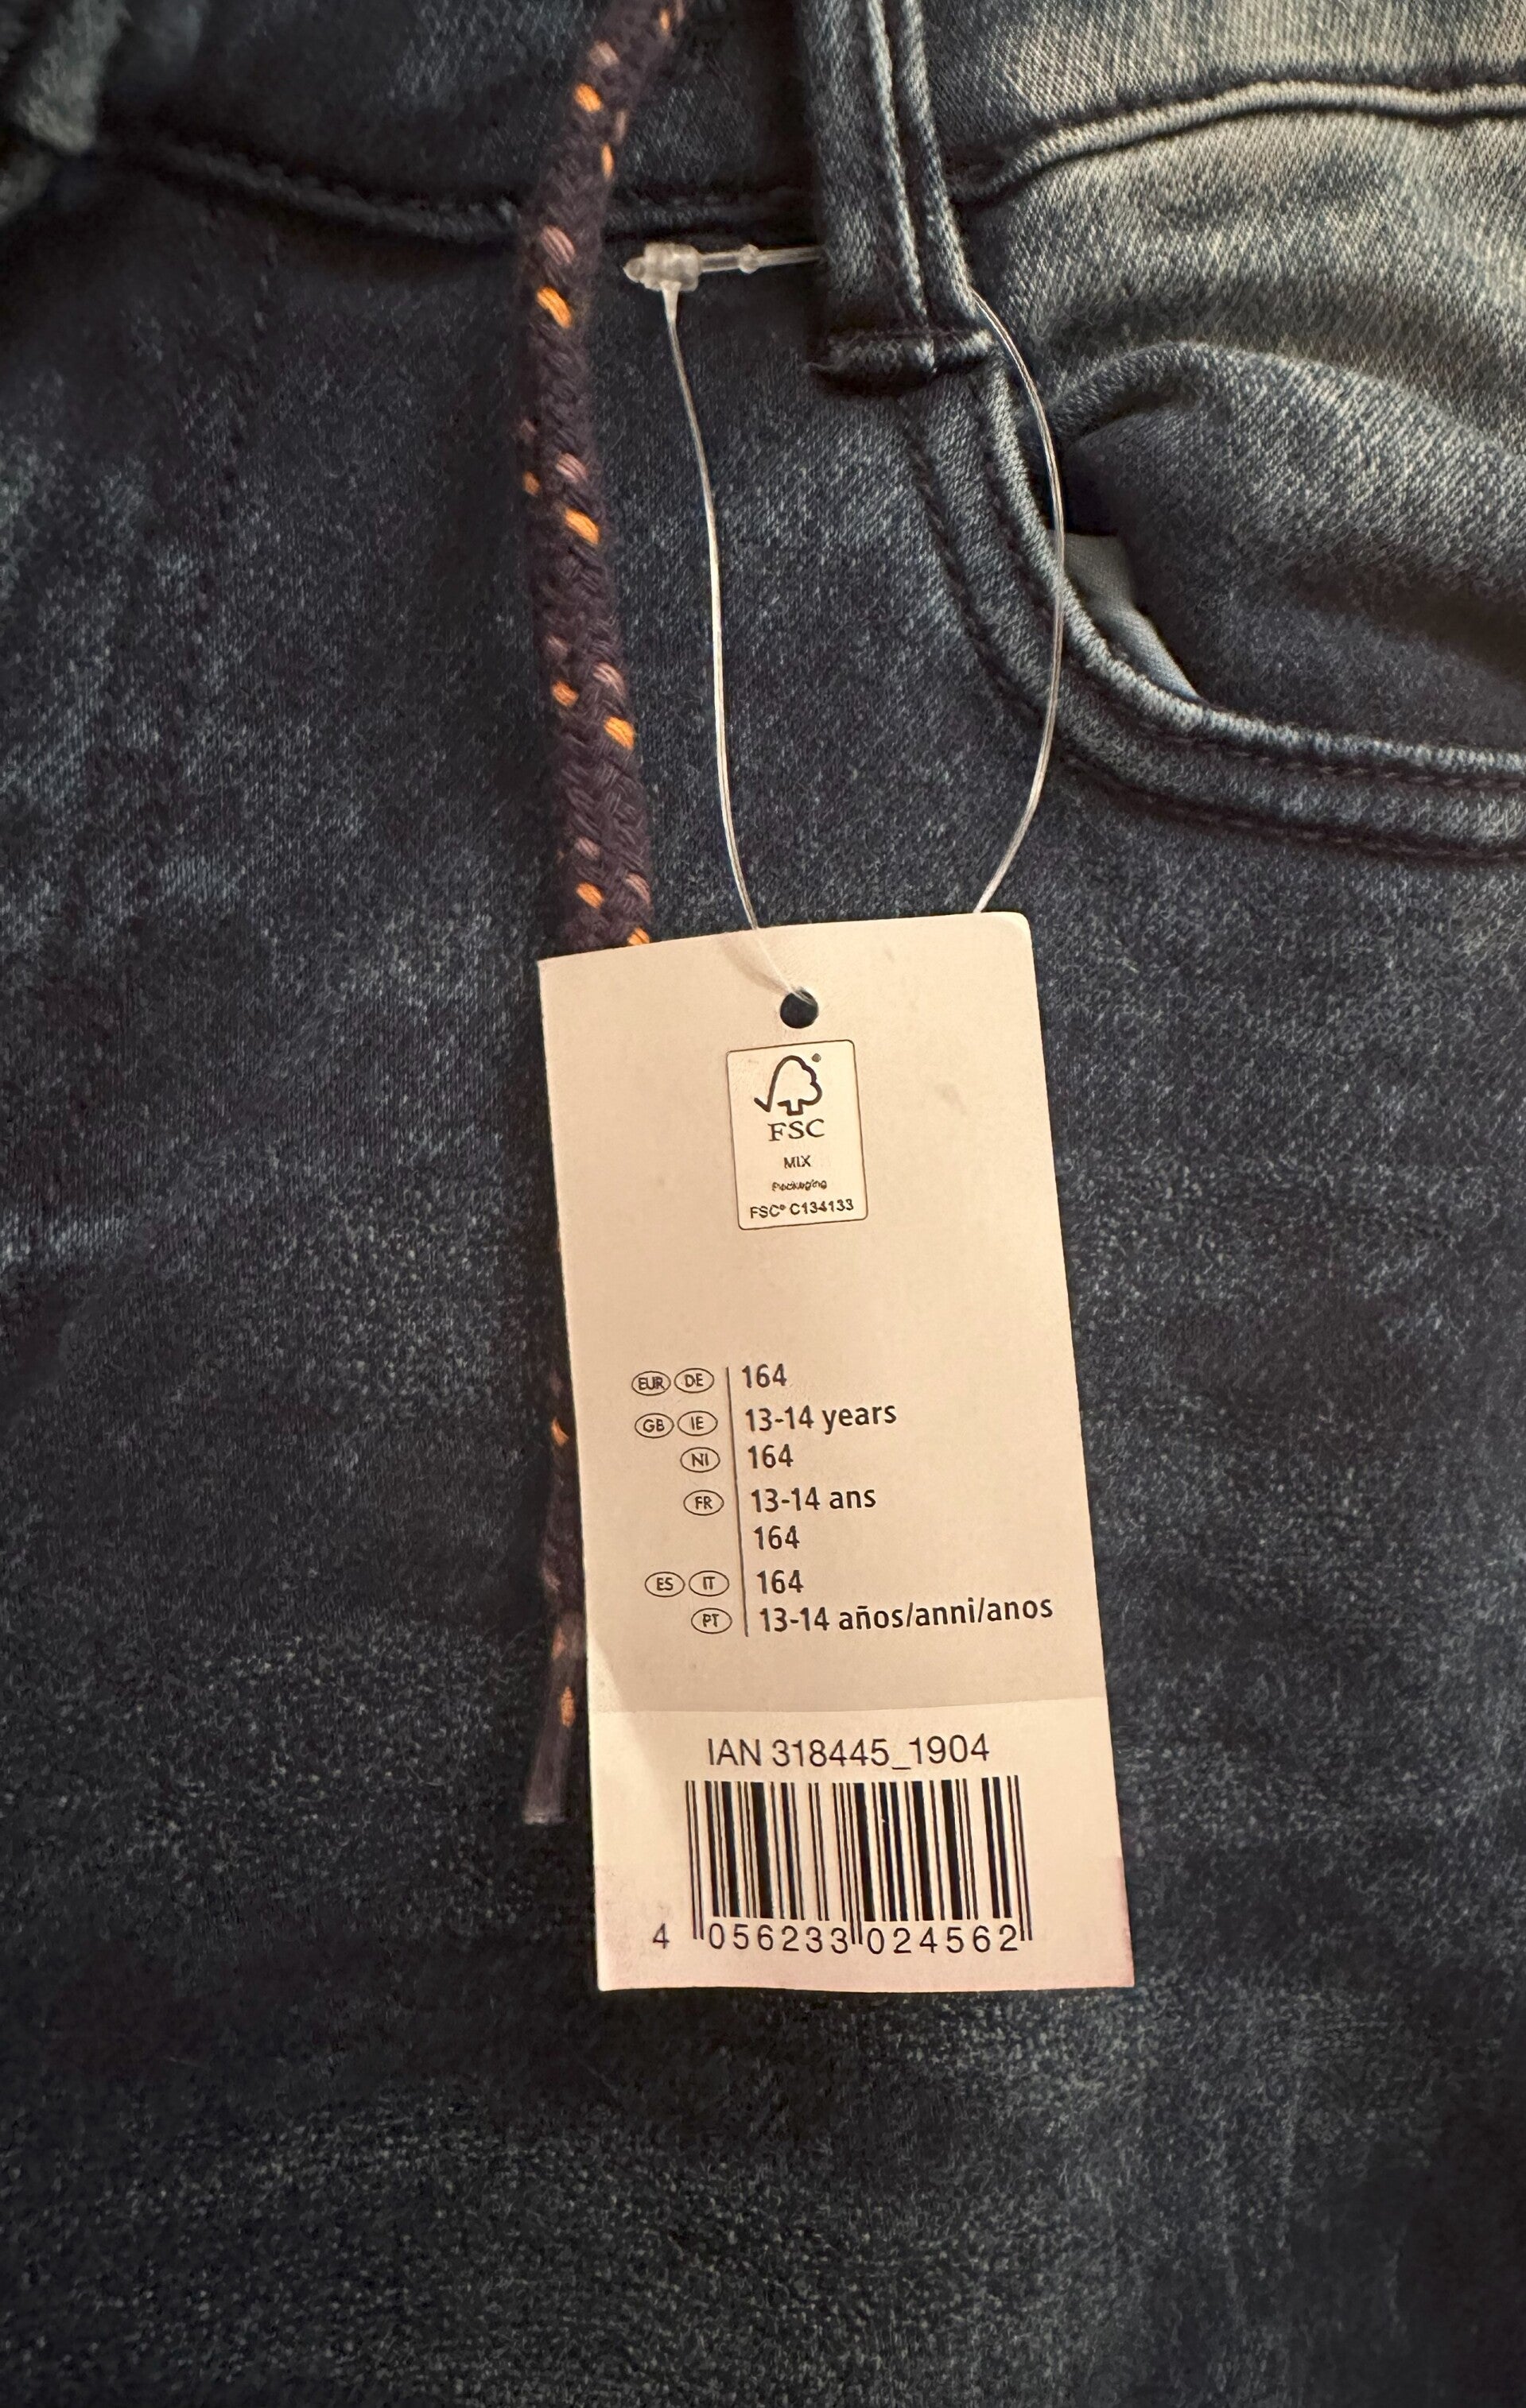 FSC
MIX
Packaging
FSC® C134133
EUR DE 164
GB IE 13-14 years
NI 164
FR 13-14 ans
164
ES IT 164
PT 13-14 años/anni/anos
IAN 318445_1904
4 056233 024562